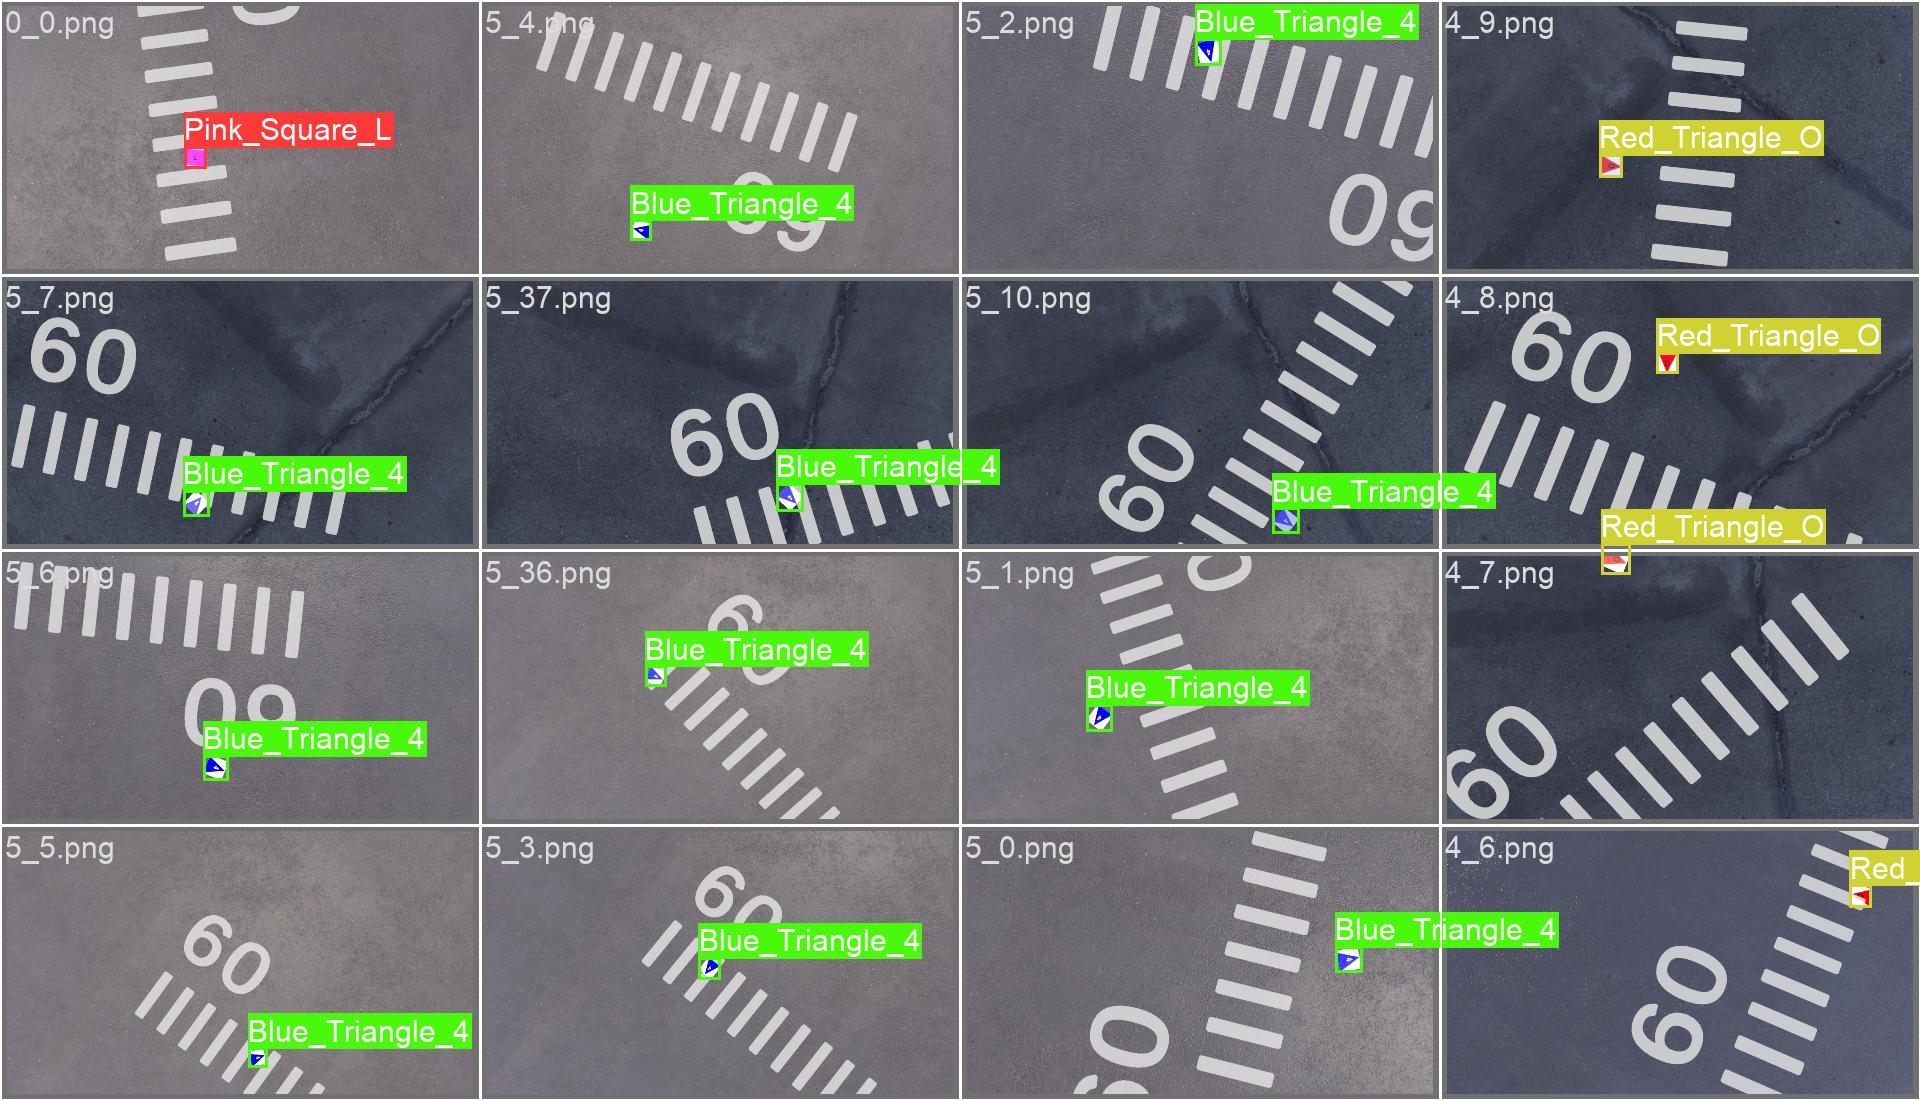 0_0.png
Pink_Square_L
5_4.png
60
Blue_Triangle_4
5_2.png
Blue_Triangle_4
60
4_9.png
Red_Triangle_O
5_7.png
60
Blue_Triangle_4
5_37.png
60
Blue_Triangle_4
5_10.png
60
Blue_Triangle_4
4_8.png
60
Red_Triangle_O
Red_Triangle_O
5_6.png
60
Blue_Triangle_4
5_36.png
60
Blue_Triangle_4
5_1.png
Blue_Triangle_4
4_7.png
60
5_5.png
60
Blue_Triangle_4
5_3.png
60
Blue_Triangle_4
5_0.png
Blue_Triangle_4
60
4_6.png
Red_
60